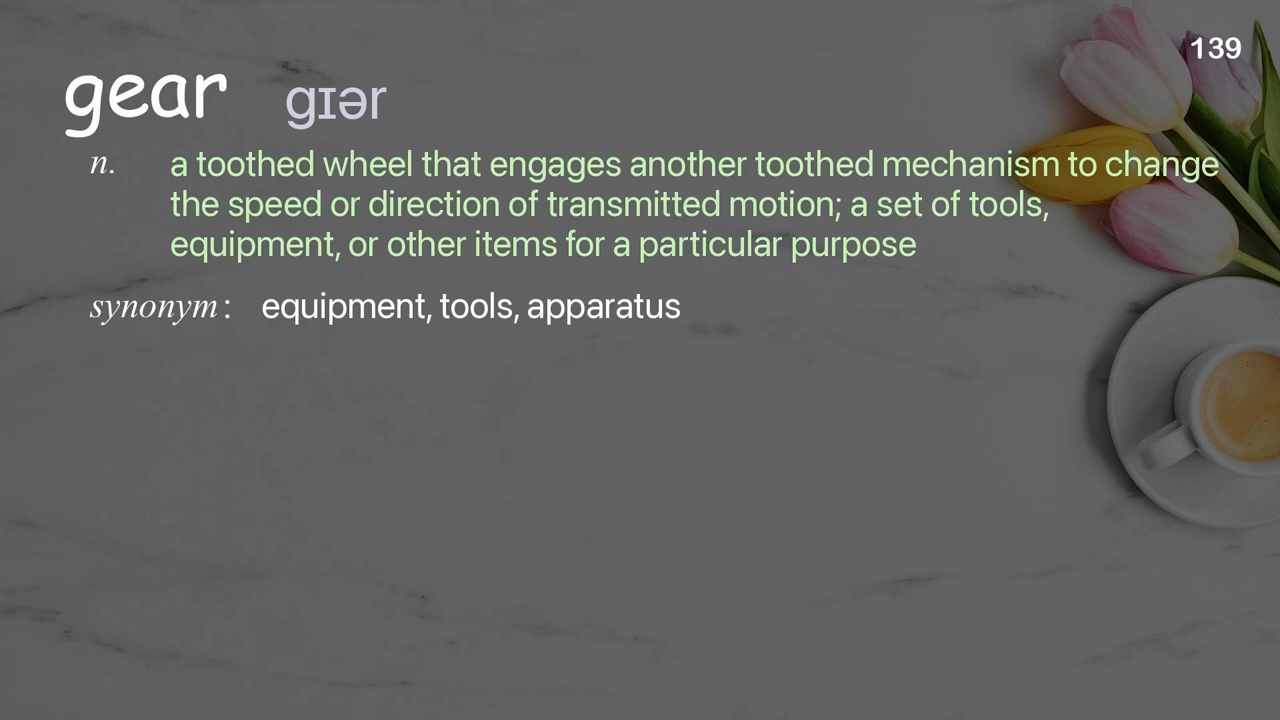 139
gear gɪər
n. a toothed wheel that engages another toothed mechanism to change
the speed or direction of transmitted motion; a set of tools,
equipment, or other items for a particular purpose
synonym: equipment, tools, apparatus